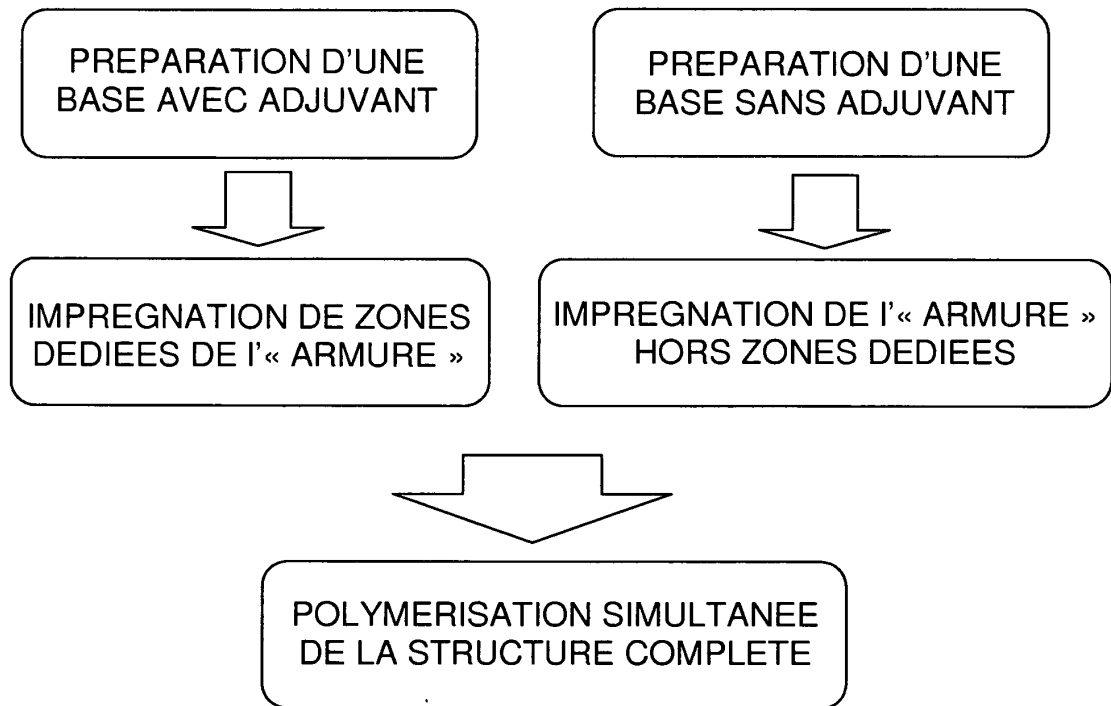 PREPARATION D'UNE
BASE AVEC ADJUVANT
PREPARATION D'UNE
BASE SANS ADJUVANT
IMPREGNATION DE ZONES
DEDIEES DE l'« ARMURE »
IMPREGNATION DE l'« ARMURE »
HORS ZONES DEDIEES
POLYMERISATION SIMULTANEE
DE LA STRUCTURE COMPLETE